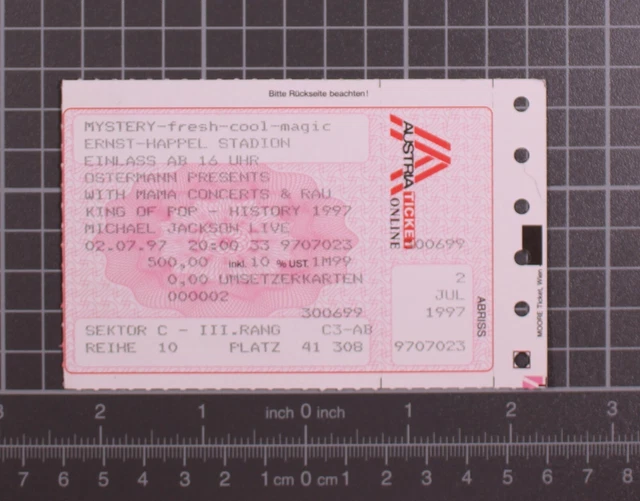 Bitte Rückseite beachten!
MYSTERY-fresh-cool-magic
ERNST-HAPPEL STADION
EINLASS AB 16 UHR
OSTERMANN PRESENTS
WITH MAMA CONCERTS & RAU
KING OF POP - HISTORY 1997
MICHAEL JACKSON LIVE
02.07.97 20:00 33 9707023
500,00 inkl. 10 % UST. 1M99
0,00 UMSETZERKARTEN
000002
300699
SEKTOR C - III.RANG C3-AB
REIHE 10 PLATZ 41 308
AUSTRIA TICKET
ONLINE
300699
2
JUL
1997
9707023
ABRISS
MOORE Ticket, Wien
3 2 1 inch 0 inch 1 2 3
7 6 5 4 3 2 1 cm 0 cm 1 2 3 4 5 6 7 8